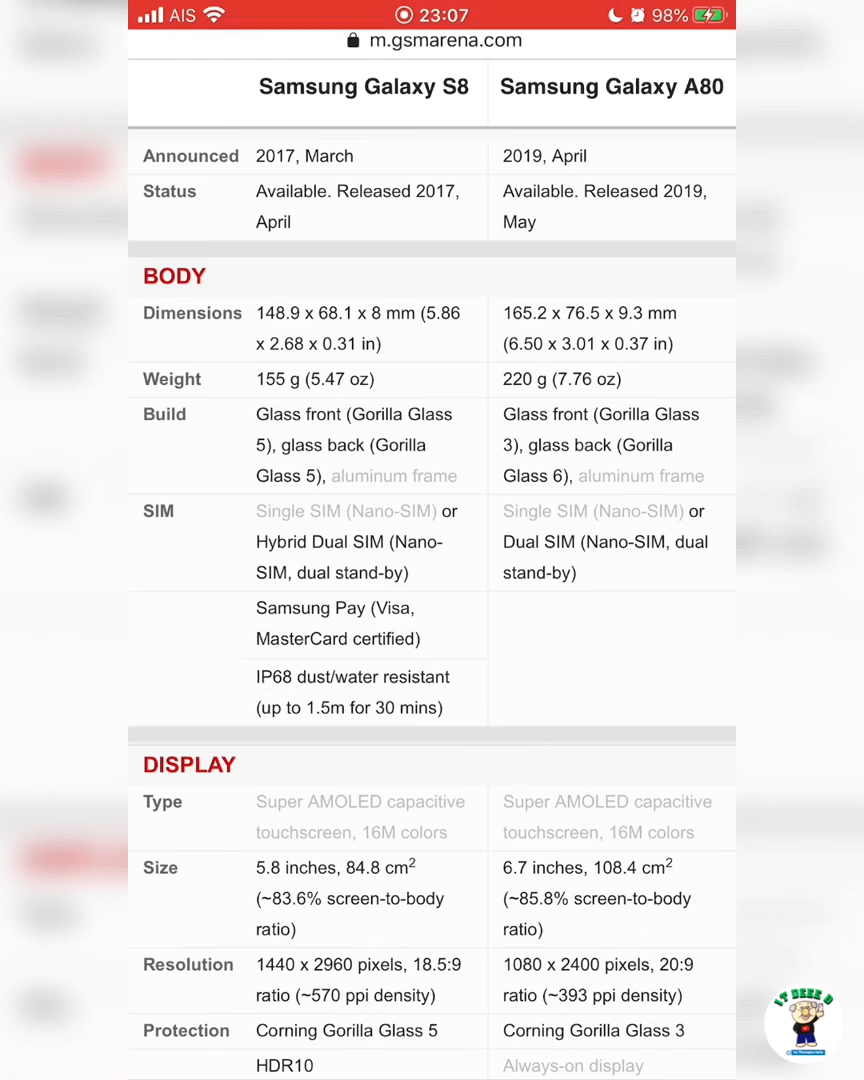 AIS 23:07 98%
m.gsmarena.com
Samsung Galaxy S8 Samsung Galaxy A80
Announced 2017, March 2019, April
Status Available. Released 2017, Available. Released 2019,
April May
BODY
Dimensions 148.9 x 68.1 x 8 mm (5.86 165.2 x 76.5 x 9.3 mm
x 2.68 x 0.31 in) (6.50 x 3.01 x 0.37 in)
Weight 155 g (5.47 oz) 220 g (7.76 oz)
Build Glass front (Gorilla Glass Glass front (Gorilla Glass
5), glass back (Gorilla 3), glass back (Gorilla
Glass 5), aluminum frame Glass 6), aluminum frame
SIM Single SIM (Nano-SIM) or Single SIM (Nano-SIM) or
Hybrid Dual SIM (Nano- Dual SIM (Nano-SIM, dual
SIM, dual stand-by) stand-by)
Samsung Pay (Visa,
MasterCard certified)
IP68 dust/water resistant
(up to 1.5m for 30 mins)
DISPLAY
Type Super AMOLED capacitive Super AMOLED capacitive
touchscreen, 16M colors touchscreen, 16M colors
Size 5.8 inches, 84.8 cm² 6.7 inches, 108.4 cm²
(~83.6% screen-to-body (~85.8% screen-to-body
ratio) ratio)
Resolution 1440 x 2960 pixels, 18.5:9 1080 x 2400 pixels, 20:9
ratio (~570 ppi density) ratio (~393 ppi density)
Protection Corning Gorilla Glass 5 Corning Gorilla Glass 3
HDR10 Always-on display
IT DEEE D